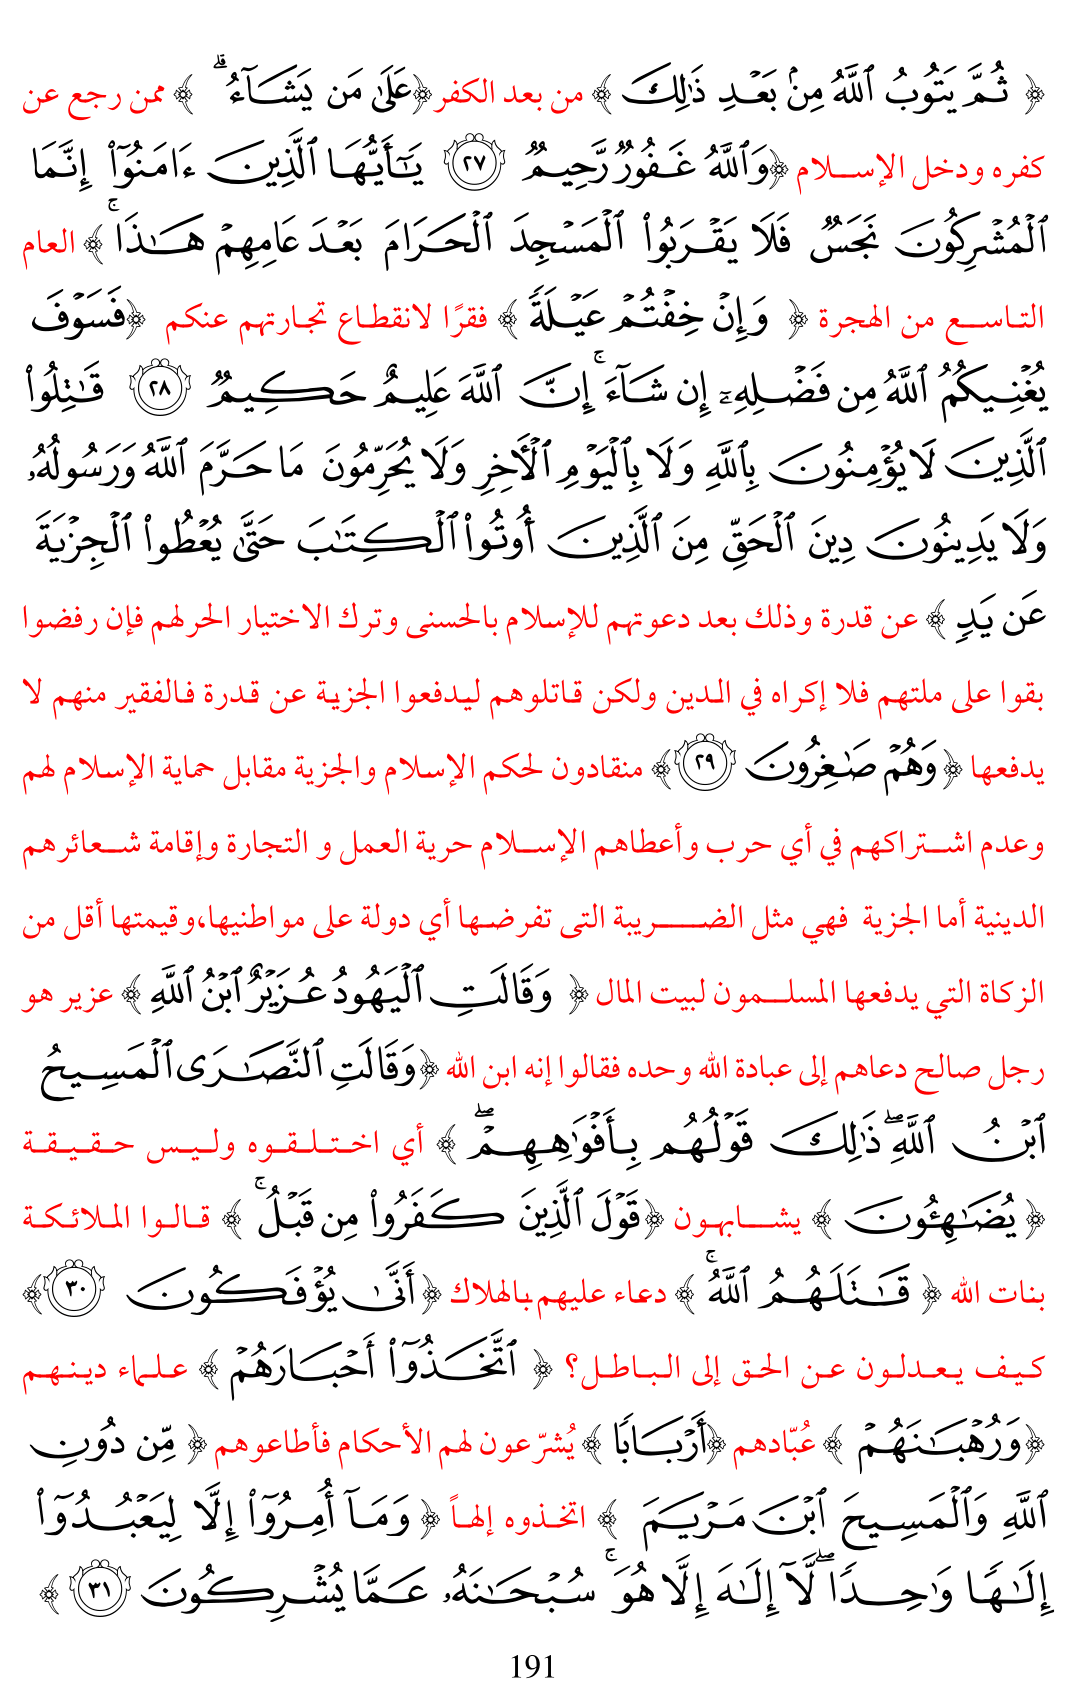 ﴿ ثُمَّ يَتُوبُ ٱللَّهُ مِنۢ بَعْدِ ذَٰلِكَ ﴾ من بعد الكفر ﴿عَلَىٰ مَن يَشَآءُ ۗ ﴾ ممن رجع عن
كفره ودخل الإسلام ﴿وَٱللَّهُ غَفُورٌ رَّحِيمٌ ٢٧ يَٰٓأَيُّهَا ٱلَّذِينَ ءَامَنُوٓا۟ إِنَّمَا
ٱلْمُشْرِكُونَ نَجَسٌ فَلَا يَقْرَبُوا۟ ٱلْمَسْجِدَ ٱلْحَرَامَ بَعْدَ عَامِهِمْ هَٰذَا ۚ ﴾ العام
التاسع من الهجرة ﴿ وَإِنْ خِفْتُمْ عَيْلَةً ﴾ فقرًا لانقطاع تجارتهم عنكم ﴿فَسَوْفَ
يُغْنِيكُمُ ٱللَّهُ مِن فَضْلِهِۦٓ إِن شَآءَ ۚ إِنَّ ٱللَّهَ عَلِيمٌ حَكِيمٌ ٢٨ قَٰتِلُوا۟
ٱلَّذِينَ لَا يُؤْمِنُونَ بِٱللَّهِ وَلَا بِٱلْيَوْمِ ٱلْأَخِرِ وَلَا يُحَرِّمُونَ مَا حَرَّمَ ٱللَّهُ وَرَسُولُهُۥ
وَلَا يَدِينُونَ دِينَ ٱلْحَقِّ مِنَ ٱلَّذِينَ أُوتُوا۟ ٱلْكِتَٰبَ حَتَّىٰ يُعْطُوا۟ ٱلْجِزْيَةَ
عَن يَدٍ ﴾ عن قدرة وذلك بعد دعوتهم للإسلام بالحسنى وترك الاختيار الحر لهم فإن رفضوا
بقوا على ملتهم فلا إكراه في الدين ولكن قاتلوهم ليدفعوا الجزية عن قدرة فالفقير منهم لا
يدفعها ﴿وَهُمْ صَٰغِرُونَ ٢٩﴾ منقادون لحكم الإسلام والجزية مقابل حماية الإسلام لهم
وعدم اشتراكهم في أي حرب وأعطاهم الإسلام حرية العمل و التجارة وإقامة شعائرهم
الدينية أما الجزية فهي مثل الضريبة التى تفرضها أي دولة على مواطنيها،وقيمتها أقل من
الزكاة التي يدفعها المسلمون لبيت المال ﴿ وَقَالَتِ ٱلْيَهُودُ عُزَيْرٌ ٱبْنُ ٱللَّهِ ﴾ عزير هو
رجل صالح دعاهم إلى عبادة الله وحده فقالوا إنه ابن الله ﴿وَقَالَتِ ٱلنَّصَٰرَى ٱلْمَسِيحُ
ٱبْنُ ٱللَّهِ ۖ ذَٰلِكَ قَوْلُهُم بِأَفْوَٰهِهِمْ ۖ ﴾ أي اختلقوه وليس حقيقة
﴿ يُضَٰهِـُٔونَ ﴾ يشابهون ﴿قَوْلَ ٱلَّذِينَ كَفَرُوا۟ مِن قَبْلُ ۚ ﴾ قالوا الملائكة
بنات الله ﴿ قَٰتَلَهُمُ ٱللَّهُ ۚ ﴾ دعاء عليهم بالهلاك ﴿أَنَّىٰ يُؤْفَكُونَ ٣٠﴾
كيف يعدلون عن الحق إلى الباطل؟ ﴿ ٱتَّخَذُوٓا۟ أَحْبَارَهُمْ ﴾ علماء دينهم
﴿وَرُهْبَٰنَهُمْ ﴾ عُبّادهم ﴿أَرْبَابًا ﴾ يُشرّعون لهم الأحكام فأطاعوهم ﴿ مِّن دُونِ
ٱللَّهِ وَٱلْمَسِيحَ ٱبْنَ مَرْيَمَ ﴾ اتخذوه إلهاً ﴿ وَمَآ أُمِرُوٓا۟ إِلَّا لِيَعْبُدُوٓا۟
إِلَٰهًا وَٰحِدًا ۖ لَّآ إِلَٰهَ إِلَّا هُوَ ۚ سُبْحَٰنَهُۥ عَمَّا يُشْرِكُونَ ٣١ ﴾
191